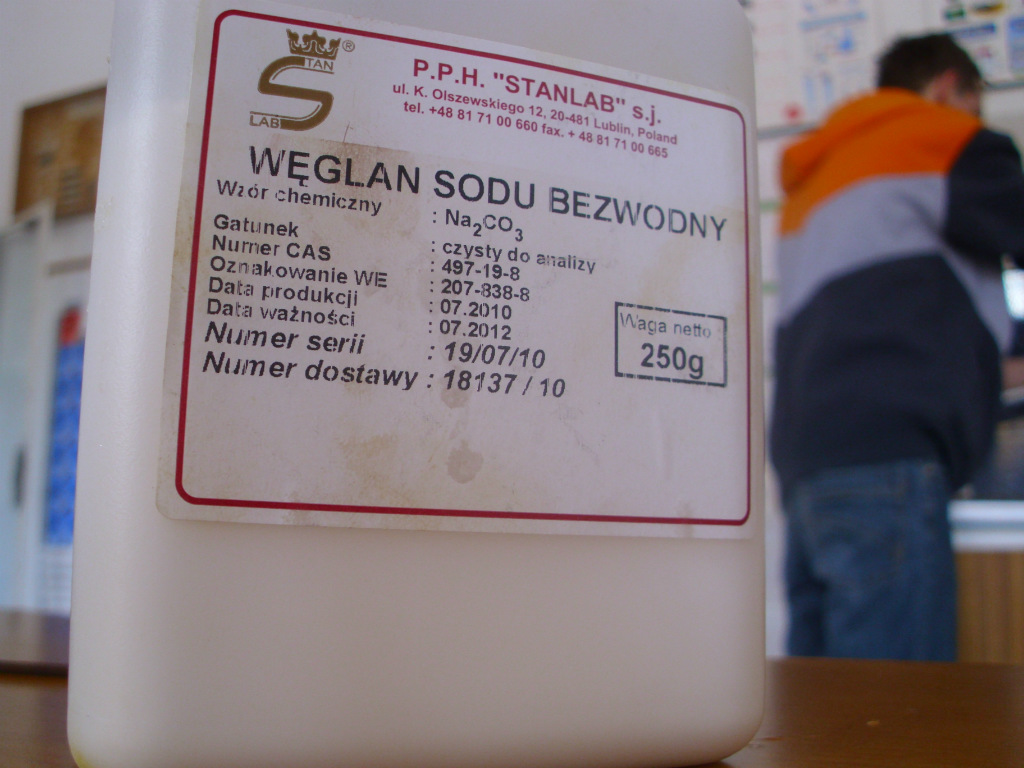 STAN
LAB
®
P.P.H. "STANLAB" s.j.
ul. K. Olszewskiego 12, 20-481 Lublin, Poland
tel. +48 81 71 00 660 fax. + 48 81 71 00 665
WĘGLAN SODU BEZWODNY
Wzór chemiczny : Na₂CO₃
Gatunek : czysty do analizy
Numer CAS : 497-19-8
Oznakowanie WE : 207-838-8
Data produkcji : 07.2010
Data ważności : 07.2012
Numer serii : 19/07/10
Numer dostawy : 18137 / 10
Waga netto
250g